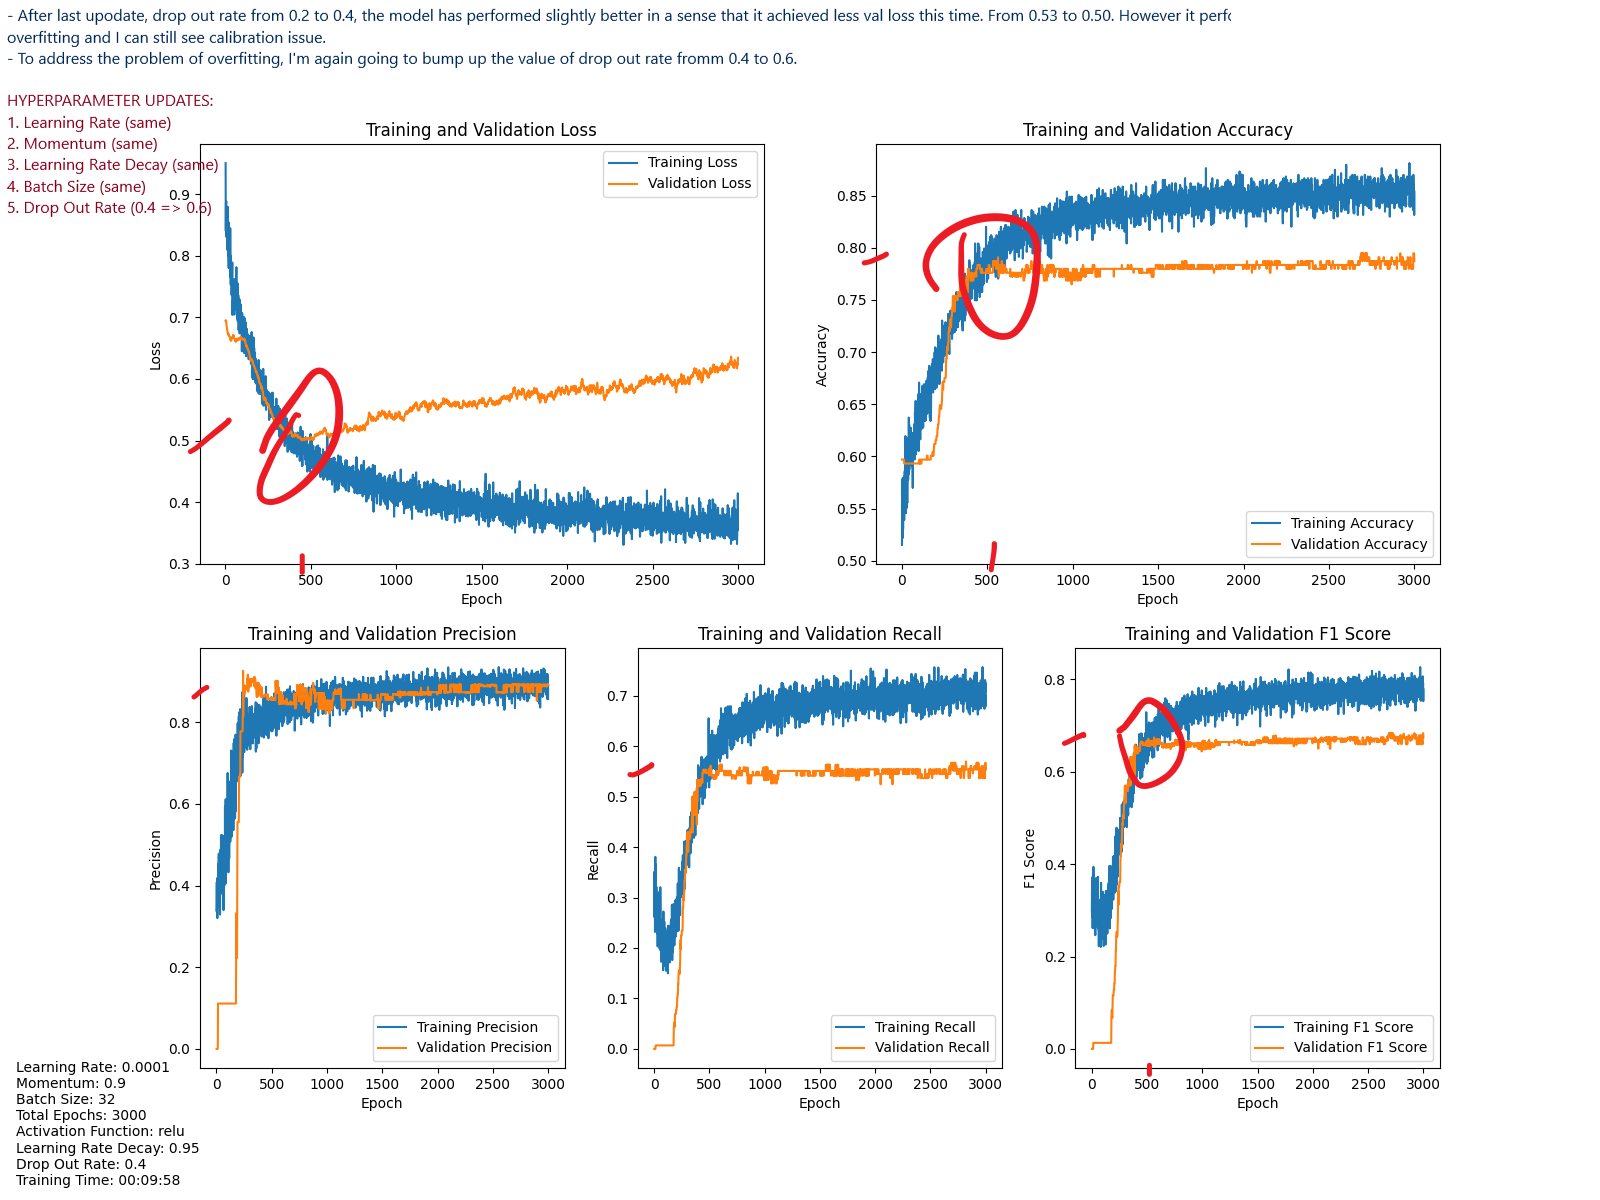 - After last upodate, drop out rate from 0.2 to 0.4, the model has performed slightly better in a sense that it achieved less val loss this time. From 0.53 to 0.50. However it
overfitting and I can still see calibration issue.
- To address the problem of overfitting, I'm again going to bump up the value of drop out rate fromm 0.4 to 0.6.
HYPERPARAMETER UPDATES:
1. Learning Rate (same)
2. Momentum (same)
3. Learning Rate Decay (same)
4. Batch Size (same)
5. Drop Out Rate (0.4 => 0.6)
Training and Validation Loss
Training Loss
Validation Loss
0.9
0.8
0.7
0.6
0.5
0.4
0.3
Loss
0 500 1000 1500 2000 2500 3000
Epoch
Training and Validation Accuracy
0.85
0.80
0.75
0.70
0.65
0.60
0.55
0.50
Accuracy
Training Accuracy
Validation Accuracy
0 500 1000 1500 2000 2500 3000
Epoch
Training and Validation Precision
0.8
0.6
0.4
0.2
0.0
Precision
Training Precision
Validation Precision
0 500 1000 1500 2000 2500 3000
Epoch
Training and Validation Recall
0.7
0.6
0.5
0.4
0.3
0.2
0.1
0.0
Recall
Training Recall
Validation Recall
0 500 1000 1500 2000 2500 3000
Epoch
Training and Validation F1 Score
0.8
0.6
0.4
0.2
0.0
F1 Score
Training F1 Score
Validation F1 Score
0 500 1000 1500 2000 2500 3000
Epoch
Learning Rate: 0.0001
Momentum: 0.9
Batch Size: 32
Total Epochs: 3000
Activation Function: relu
Learning Rate Decay: 0.95
Drop Out Rate: 0.4
Training Time: 00:09:58